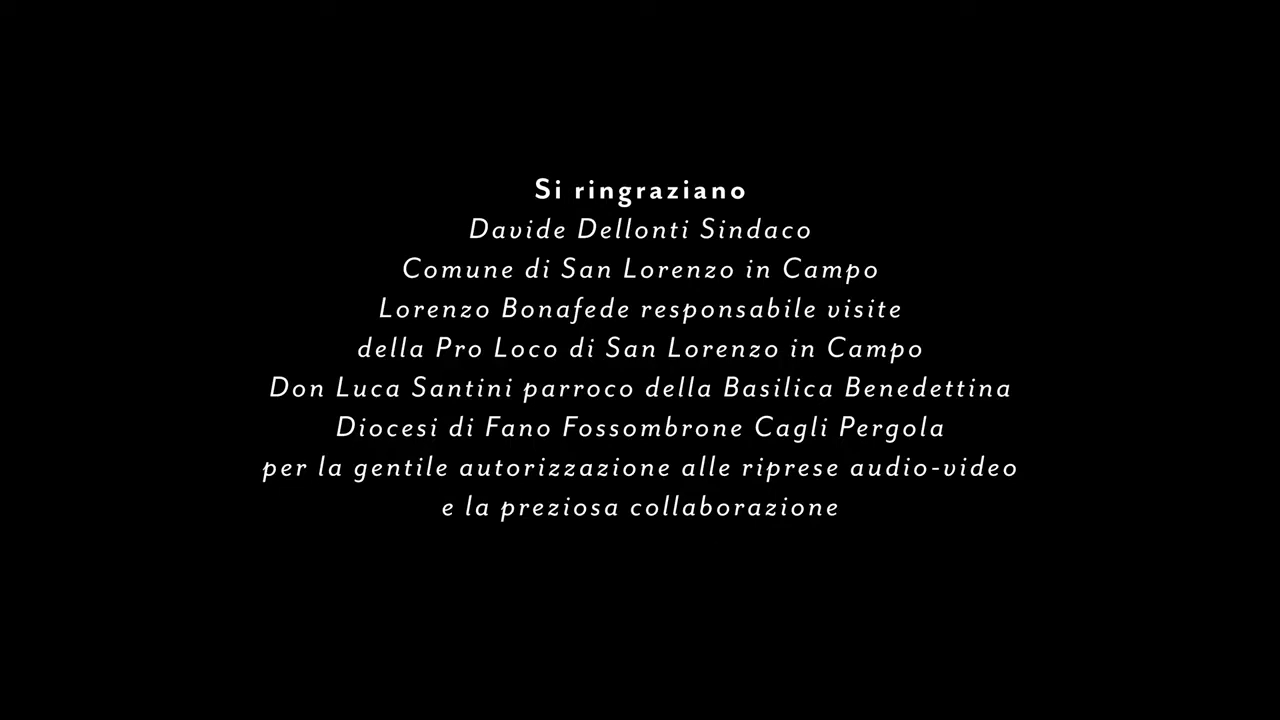 Si ringraziano
Davide Dellonti Sindaco
Comune di San Lorenzo in Campo
Lorenzo Bonafede responsabile visite
della Pro Loco di San Lorenzo in Campo
Don Luca Santini parroco della Basilica Benedettina
Diocesi di Fano Fossombrone Cagli Pergola
per la gentile autorizzazione alle riprese audio-video
e la preziosa collaborazione